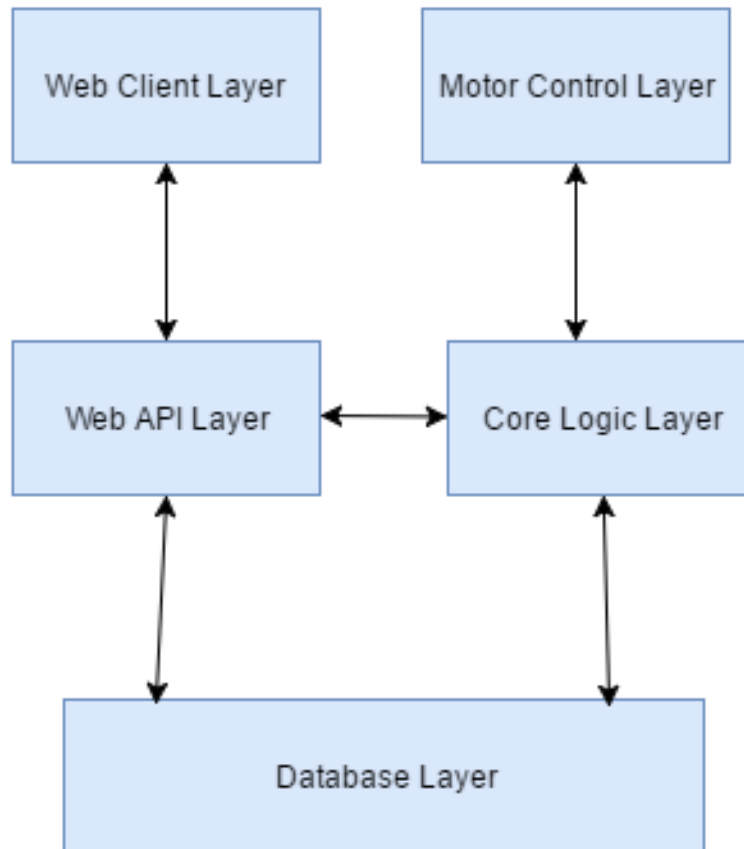 Web Client Layer
Motor Control Layer
Web API Layer
Core Logic Layer
Database Layer